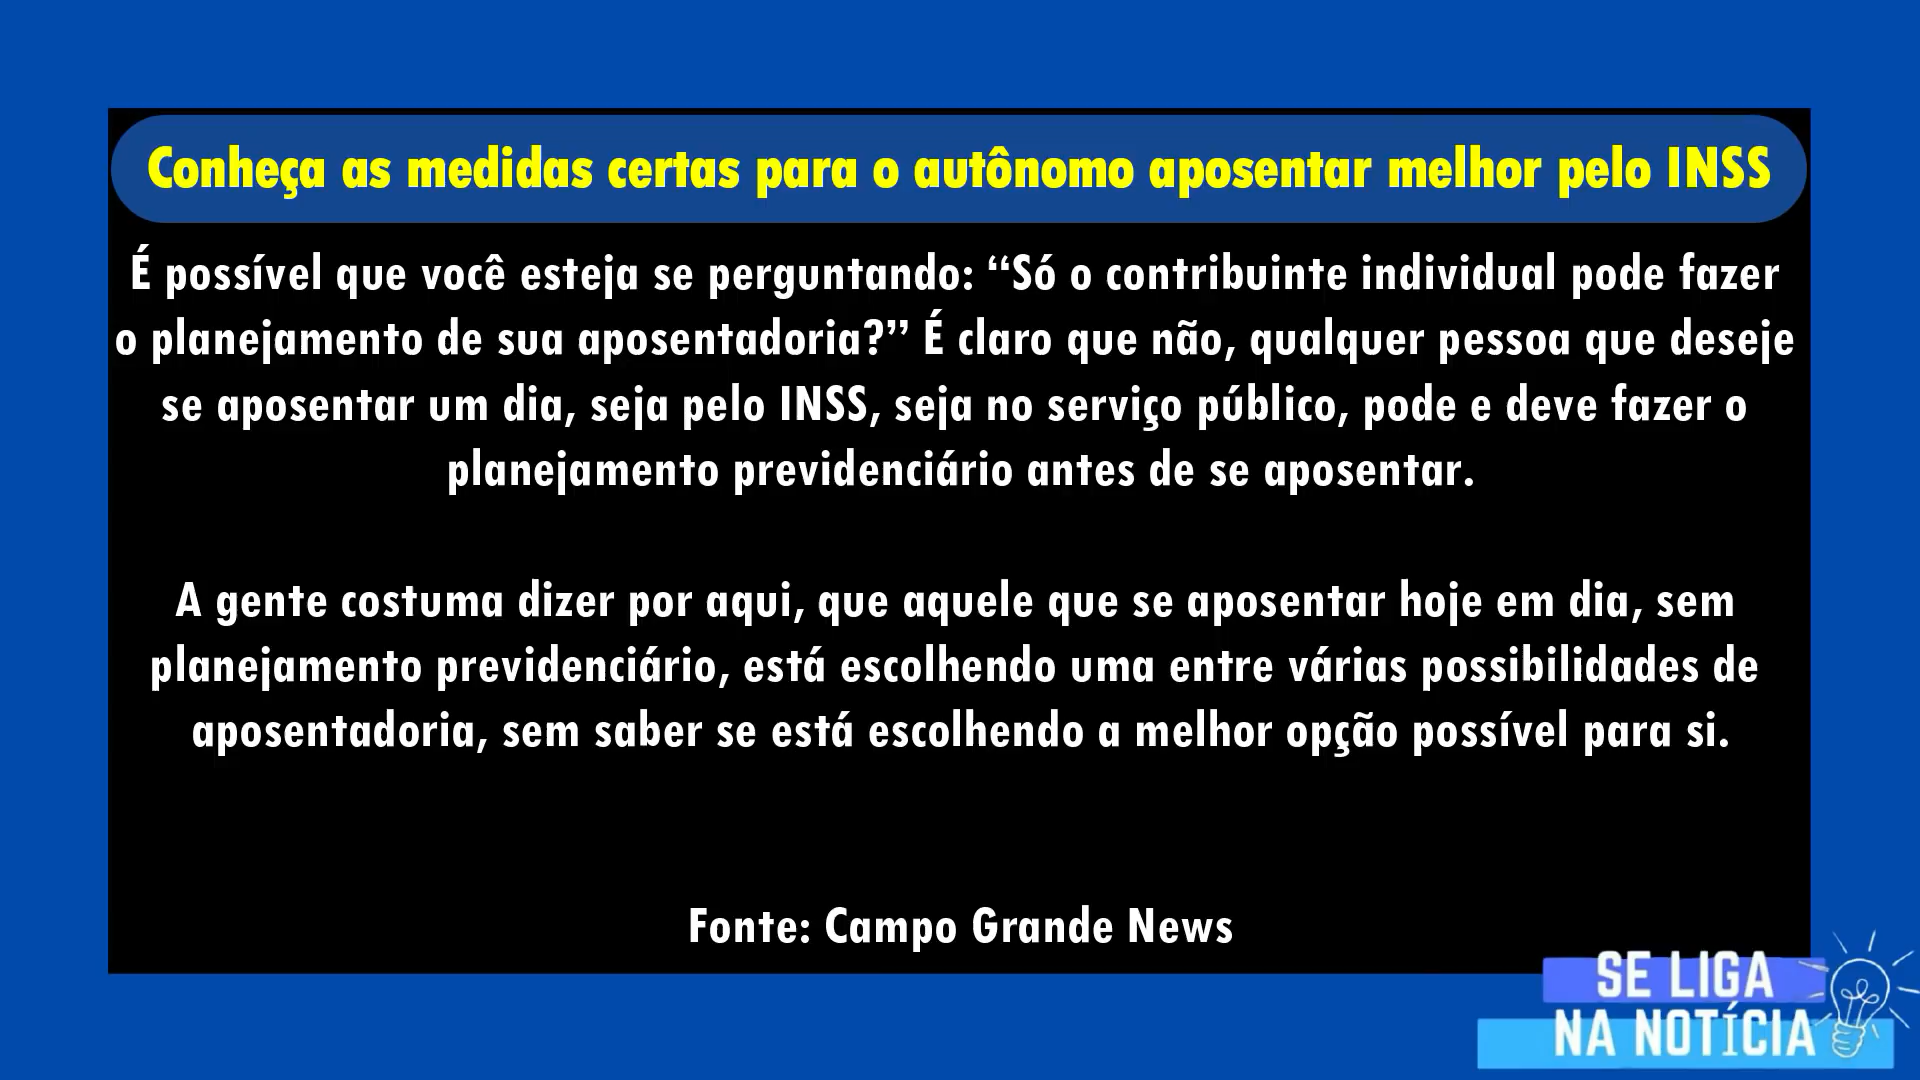 Conheça as medidas certas para o autônomo aposentar melhor pelo INSS
É possível que você esteja se perguntando: “Só o contribuinte individual pode fazer
o planejamento de sua aposentadoria?” É claro que não, qualquer pessoa que deseje
se aposentar um dia, seja pelo INSS, seja no serviço público, pode e deve fazer o
planejamento previdenciário antes de se aposentar.
A gente costuma dizer por aqui, que aquele que se aposentar hoje em dia, sem
planejamento previdenciário, está escolhendo uma entre várias possibilidades de
aposentadoria, sem saber se está escolhendo a melhor opção possível para si.
Fonte: Campo Grande News
SE LIGA
NA NOTÍCIA